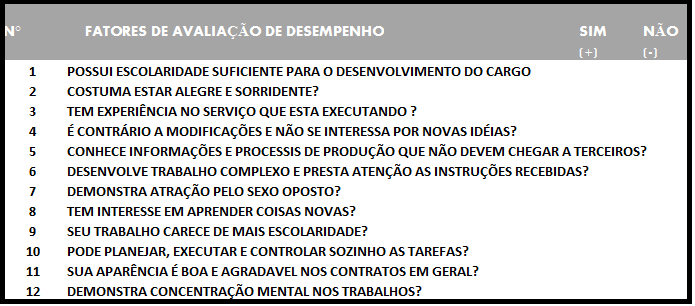 N° FATORES DE AVALIAÇÃO DE DESEMPENHO SIM NÃO
(+) (-)
1 POSSUI ESCOLARIDADE SUFICIENTE PARA O DESENVOLVIMENTO DO CARGO
2 COSTUMA ESTAR ALEGRE E SORRIDENTE?
3 TEM EXPERIÊNCIA NO SERVIÇO QUE ESTA EXECUTANDO ?
4 É CONTRÁRIO A MODIFICAÇÕES E NÃO SE INTERESSA POR NOVAS IDÉIAS?
5 CONHECE INFORMAÇÕES E PROCESSIS DE PRODUÇÃO QUE NÃO DEVEM CHEGAR A TERCEIROS?
6 DESENVOLVE TRABALHO COMPLEXO E PRESTA ATENÇÃO AS INSTRUÇÕES RECEBIDAS?
7 DEMONSTRA ATRAÇÃO PELO SEXO OPOSTO?
8 TEM INTERESSE EM APRENDER COISAS NOVAS?
9 SEU TRABALHO CARECE DE MAIS ESCOLARIDADE?
10 PODE PLANEJAR, EXECUTAR E CONTROLAR SOZINHO AS TAREFAS?
11 SUA APARÊNCIA É BOA E AGRADAVEL NOS CONTRATOS EM GERAL?
12 DEMONSTRA CONCENTRAÇÃO MENTAL NOS TRABALHOS?